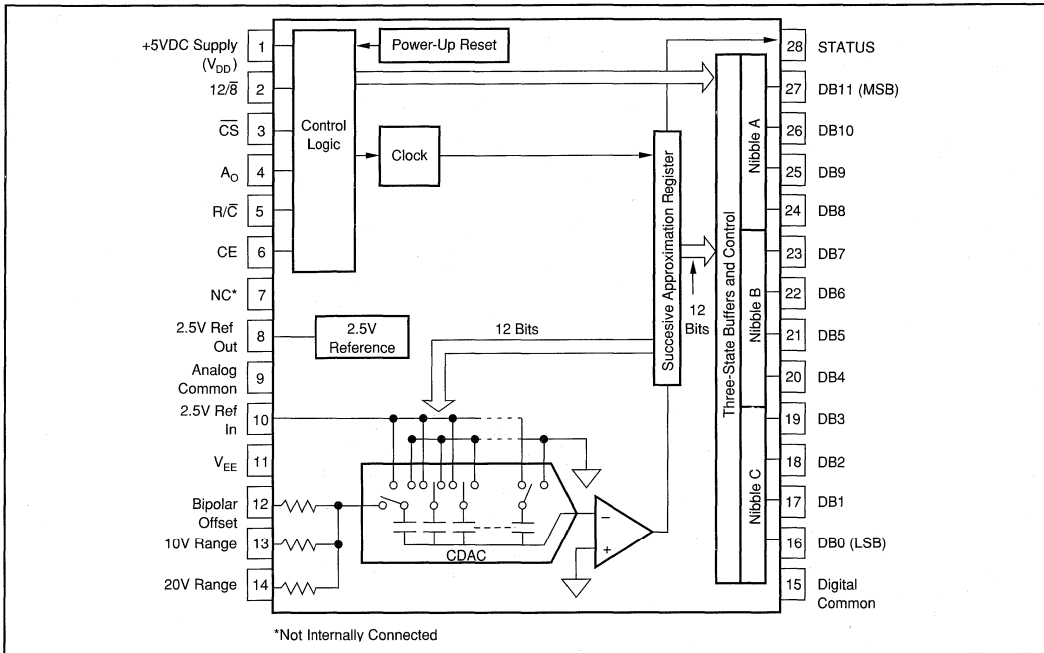 +5VDC Supply
(VDD)
1
12/8̅
2
C̅S̅
3
AO
4
R/C̅
5
CE
6
NC*
7
2.5V Ref
Out
8
Analog
Common
9
2.5V Ref
In
10
VEE
11
Bipolar
Offset
12
10V Range
13
20V Range
14
Control
Logic
Power-Up Reset
Clock
2.5V
Reference
12 Bits
CDAC
−
+
Succesive Approximation Register
12
Bits
Three-State Buffers and Control
Nibble A
Nibble B
Nibble C
28
STATUS
27
DB11 (MSB)
26
DB10
25
DB9
24
DB8
23
DB7
22
DB6
21
DB5
20
DB4
19
DB3
18
DB2
17
DB1
16
DB0 (LSB)
15
Digital
Common
*Not Internally Connected